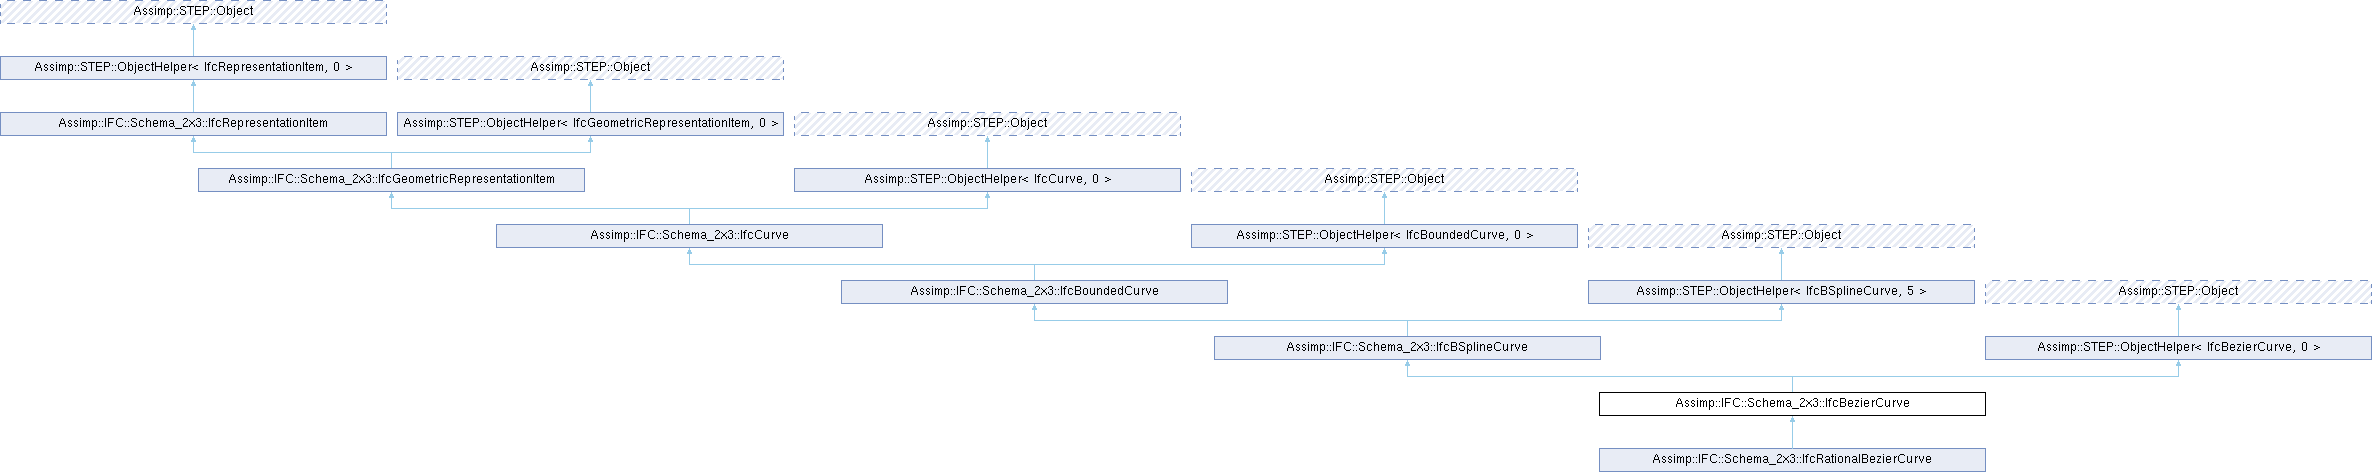 Assimp::STEP::Object
Assimp::STEP::ObjectHelper< IfcRepresentationItem, 0 >
Assimp::STEP::Object
Assimp::IFC::Schema_2x3::IfcRepresentationItem
Assimp::STEP::ObjectHelper< IfcGeometricRepresentationItem, 0 >
Assimp::STEP::Object
Assimp::IFC::Schema_2x3::IfcGeometricRepresentationItem
Assimp::STEP::ObjectHelper< IfcCurve, 0 >
Assimp::STEP::Object
Assimp::IFC::Schema_2x3::IfcCurve
Assimp::STEP::ObjectHelper< IfcBoundedCurve, 0 >
Assimp::STEP::Object
Assimp::IFC::Schema_2x3::IfcBoundedCurve
Assimp::STEP::ObjectHelper< IfcBSplineCurve, 5 >
Assimp::STEP::Object
Assimp::IFC::Schema_2x3::IfcBSplineCurve
Assimp::STEP::ObjectHelper< IfcBezierCurve, 0 >
Assimp::IFC::Schema_2x3::IfcBezierCurve
Assimp::IFC::Schema_2x3::IfcRationalBezierCurve